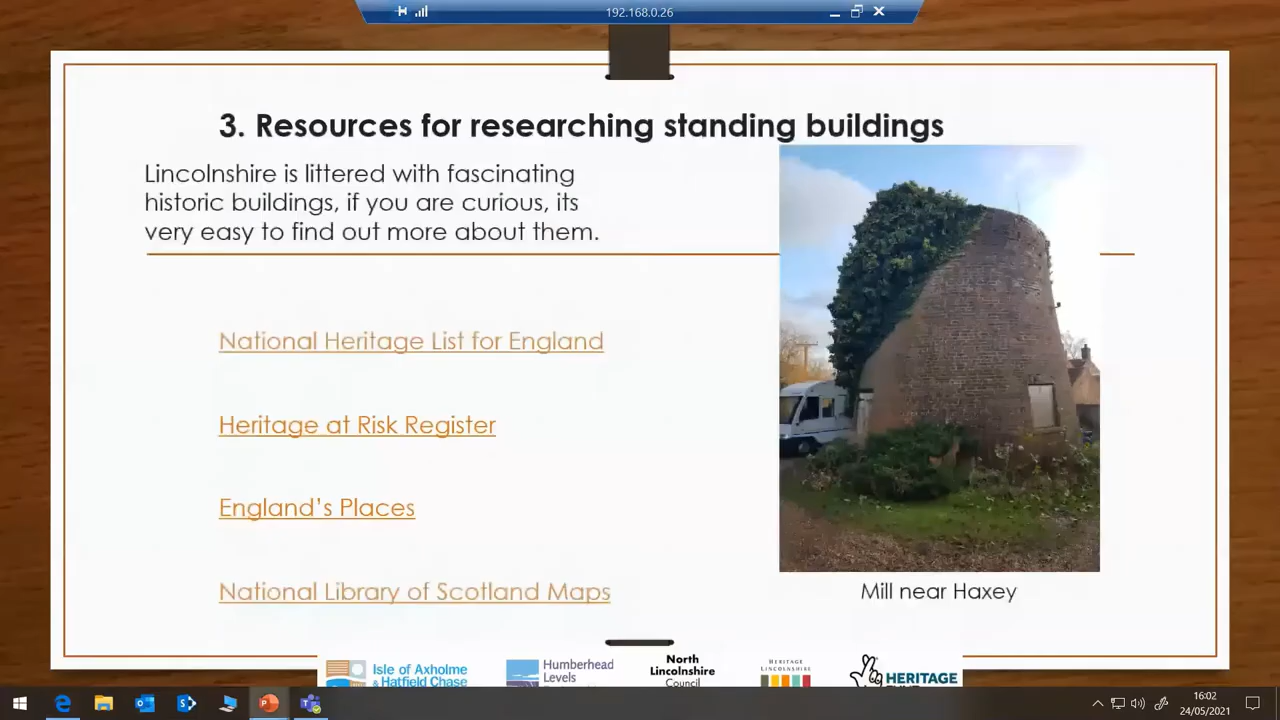 192.168.0.26
3. Resources for researching standing buildings
Lincolnshire is littered with fascinating
historic buildings, if you are curious, its
very easy to find out more about them.
National Heritage List for England
Heritage at Risk Register
England’s Places
National Library of Scotland Maps
Mill near Haxey
Isle of Axholme
& Hatfield Chase
Humberhead
Levels
North
Lincolnshire
Council
HERITAGE
LINCOLNSHIRE
HERITAGE
16:02
24/05/2021